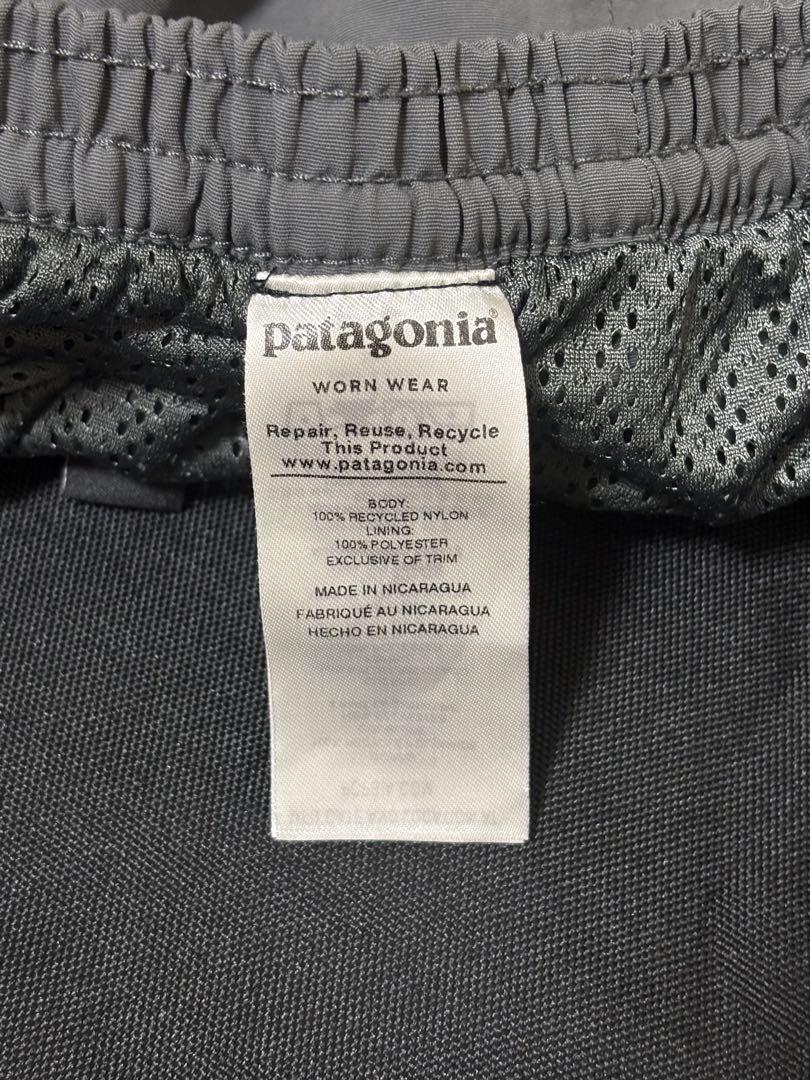 patagonia®
WORN WEAR
Repair, Reuse, Recycle
This Product
www.patagonia.com
BODY:
100% RECYCLED NYLON
LINING:
100% POLYESTER
EXCLUSIVE OF TRIM
MADE IN NICARAGUA
FABRIQUÉ AU NICARAGUA
HECHO EN NICARAGUA